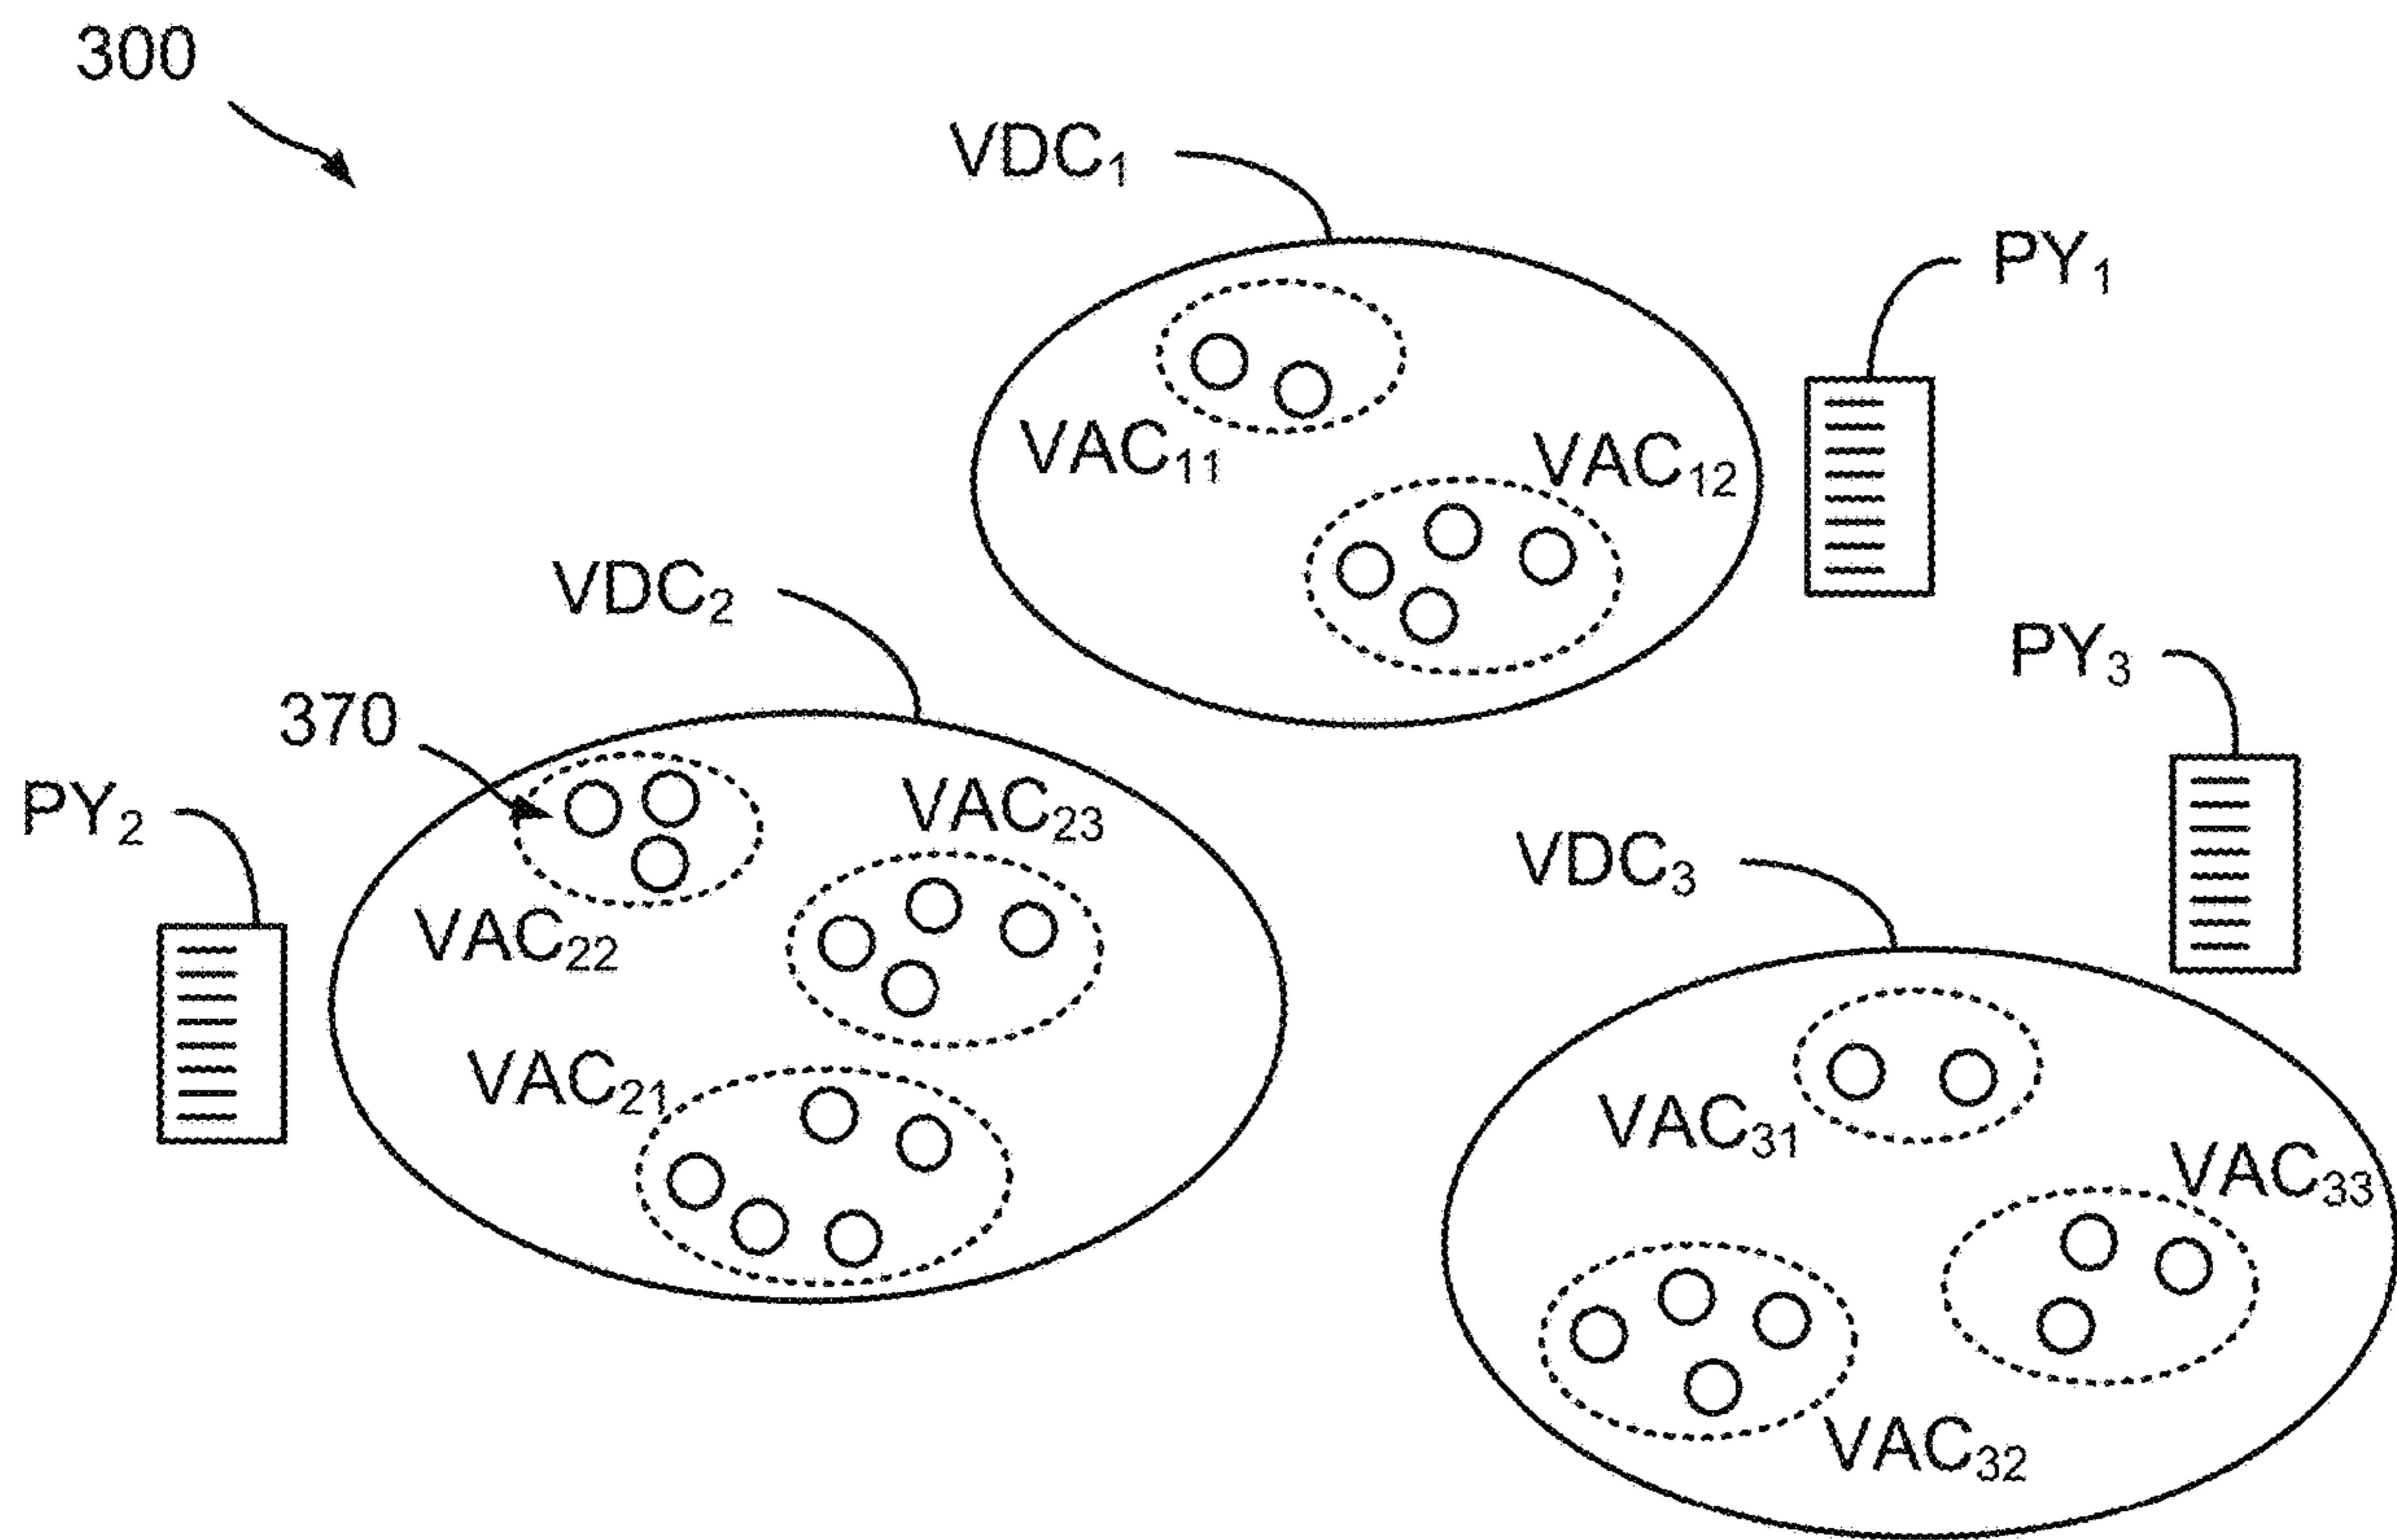 300
VDC₁
PY₁
VAC₁₁
VAC₁₂
VDC₂
PY₃
370
PY₂
VAC₂₃
VDC₃
VAC₂₂
VAC₂₁
VAC₃₁
VAC₃₃
VAC₃₂